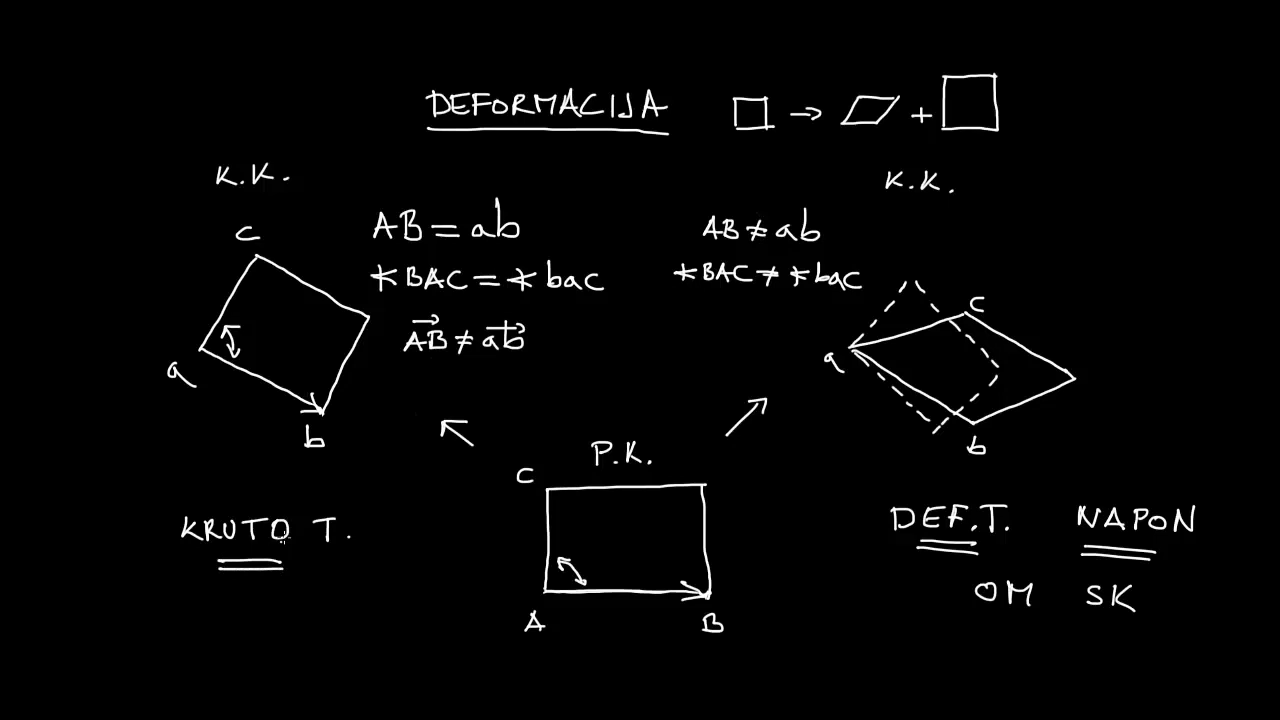 DEFORMACIJA
K.K.
K.K.
c
AB = ab
AB ≠ ab
∢BAC = ∢bac
∢BAC ≠ ∢bac
AB ≠ ab
c
a
a
b
b
P.K.
C
KRUTO T.
DEF.T. NAPON
OM SK
A
B